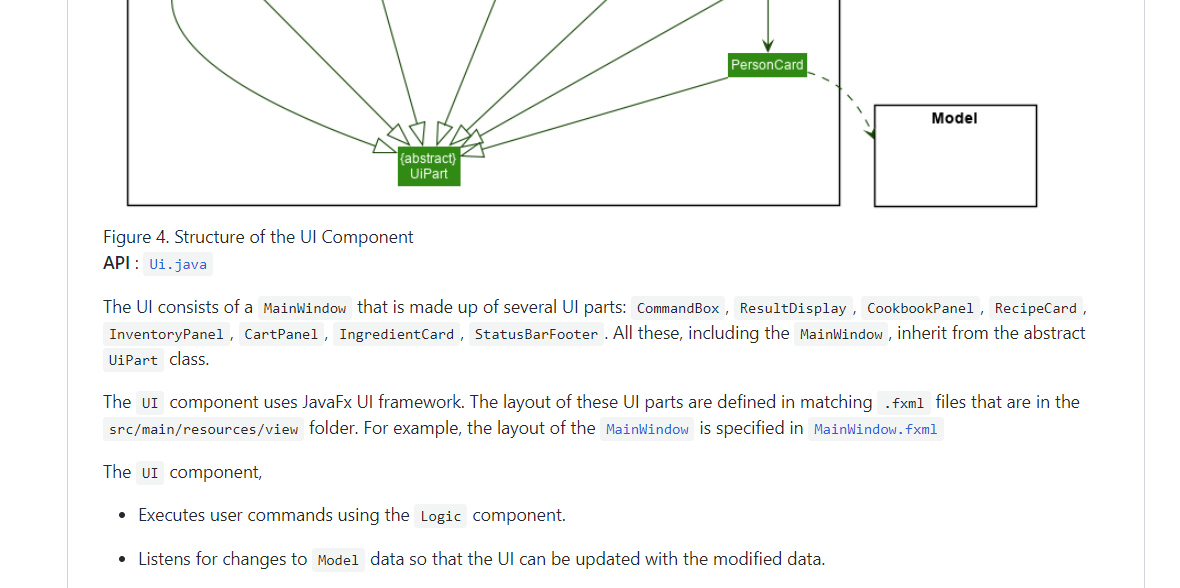 PersonCard
Model
{abstract}
UiPart
Figure 4. Structure of the UI Component
API : Ui.java
The UI consists of a MainWindow that is made up of several UI parts: CommandBox , ResultDisplay , CookbookPanel , RecipeCard ,
InventoryPanel , CartPanel , IngredientCard , StatusBarFooter . All these, including the MainWindow , inherit from the abstract
UiPart class.
The UI component uses JavaFx UI framework. The layout of these UI parts are defined in matching .fxml files that are in the
src/main/resources/view folder. For example, the layout of the MainWindow is specified in MainWindow.fxml
The UI component,
• Executes user commands using the Logic component.
• Listens for changes to Model data so that the UI can be updated with the modified data.